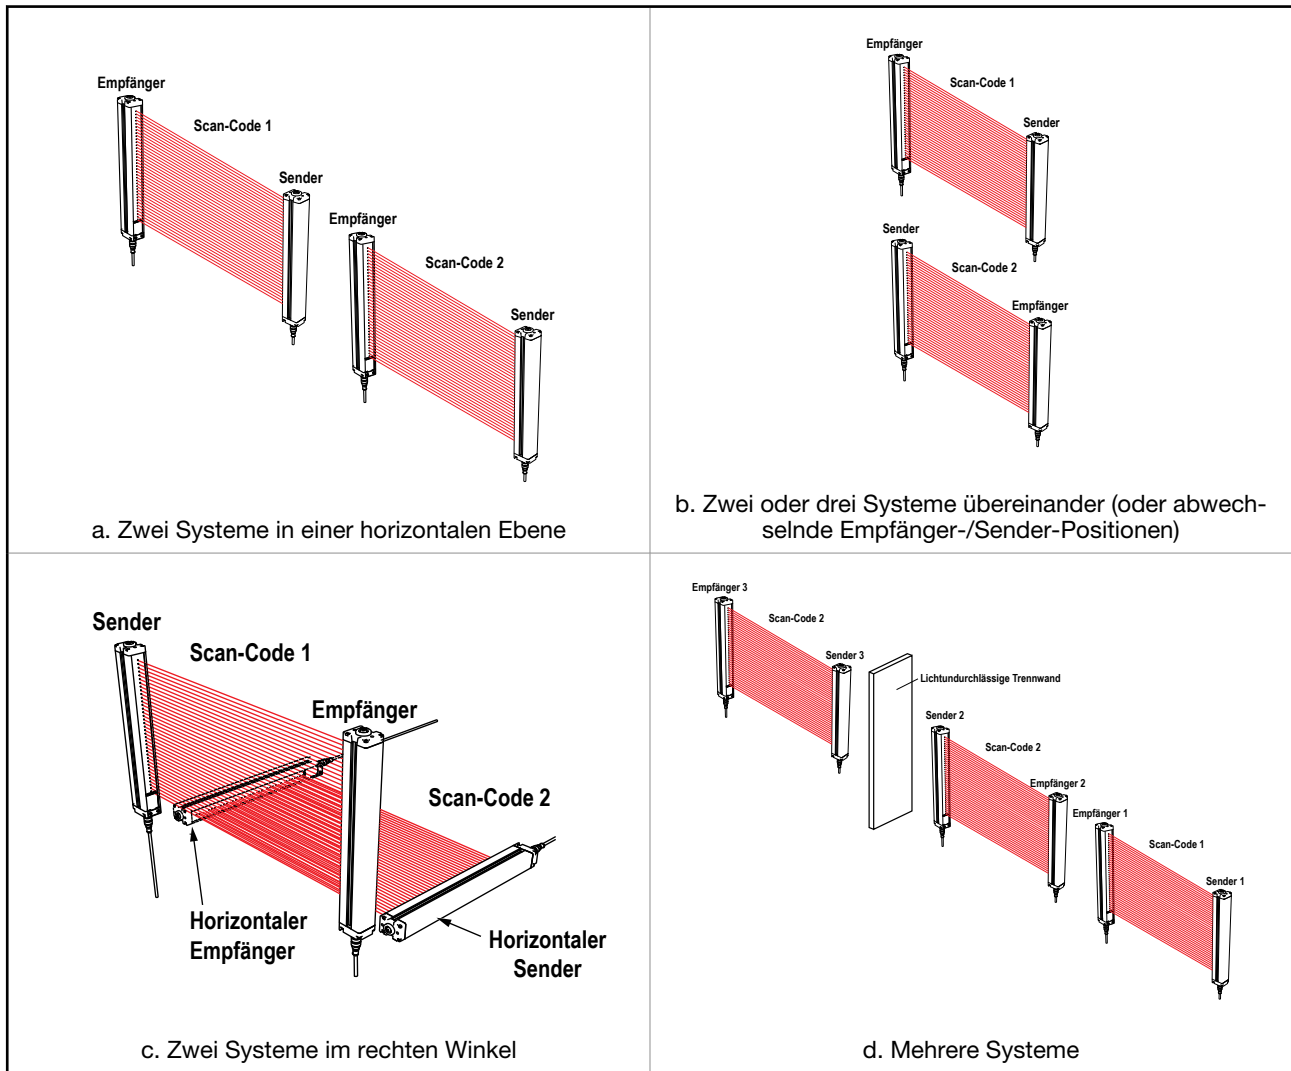 Empfänger
Scan-Code 1
Sender
Empfänger
Scan-Code 2
Sender
a. Zwei Systeme in einer horizontalen Ebene
Empfänger
Scan-Code 1
Sender
Sender
Scan-Code 2
Empfänger
b. Zwei oder drei Systeme übereinander (oder abwech-
selnde Empfänger-/Sender-Positionen)
Sender
Scan-Code 1
Empfänger
Scan-Code 2
Horizontaler
Empfänger
Horizontaler
Sender
c. Zwei Systeme im rechten Winkel
Empfänger 3
Scan-Code 2
Sender 3
Lichtundurchlässige Trennwand
Sender 2
Scan-Code 2
Empfänger 2
Empfänger 1
Scan-Code 1
Sender 1
d. Mehrere Systeme